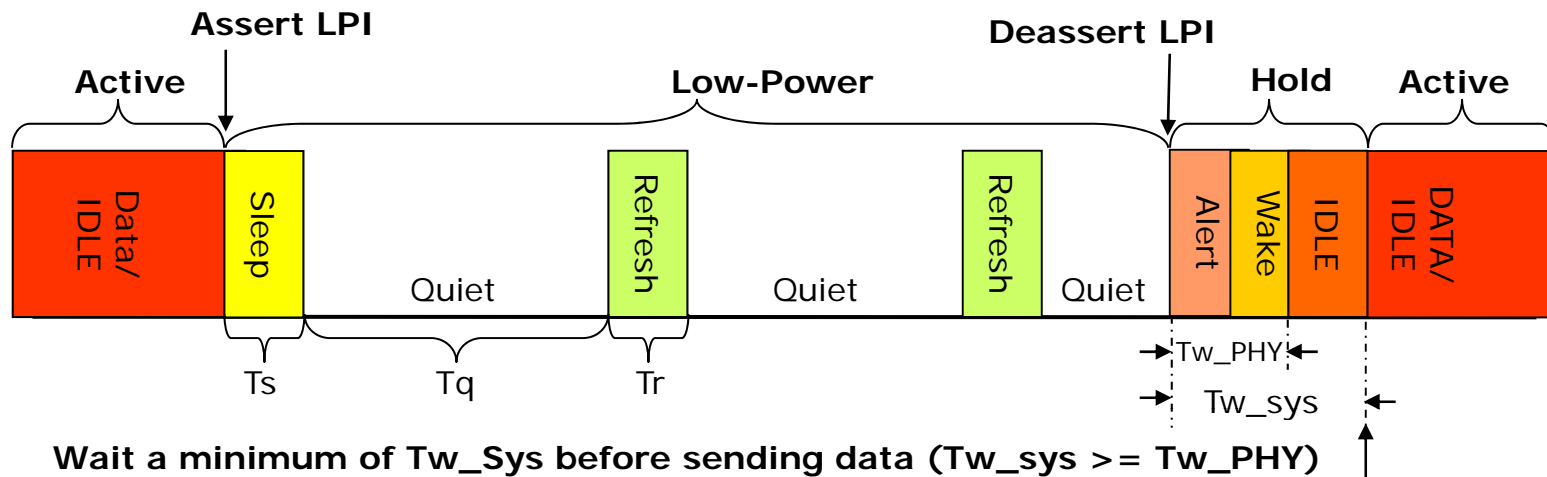 Assert LPI
Deassert LPI
Active
Low-Power
Hold
Active
Data/
IDLE
Sleep
Quiet
Refresh
Quiet
Refresh
Quiet
Alert
Wake
IDLE
DATA/
IDLE
Ts
Tq
Tr
Tw_PHY
Tw_sys
Wait a minimum of Tw_Sys before sending data (Tw_sys >= Tw_PHY)